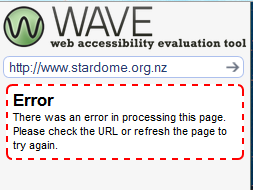 WAVE
web accessibility evaluation tool
http://www.stardome.org.nz
Error
There was an error in processing this page.
Please check the URL or refresh the page to
try again.